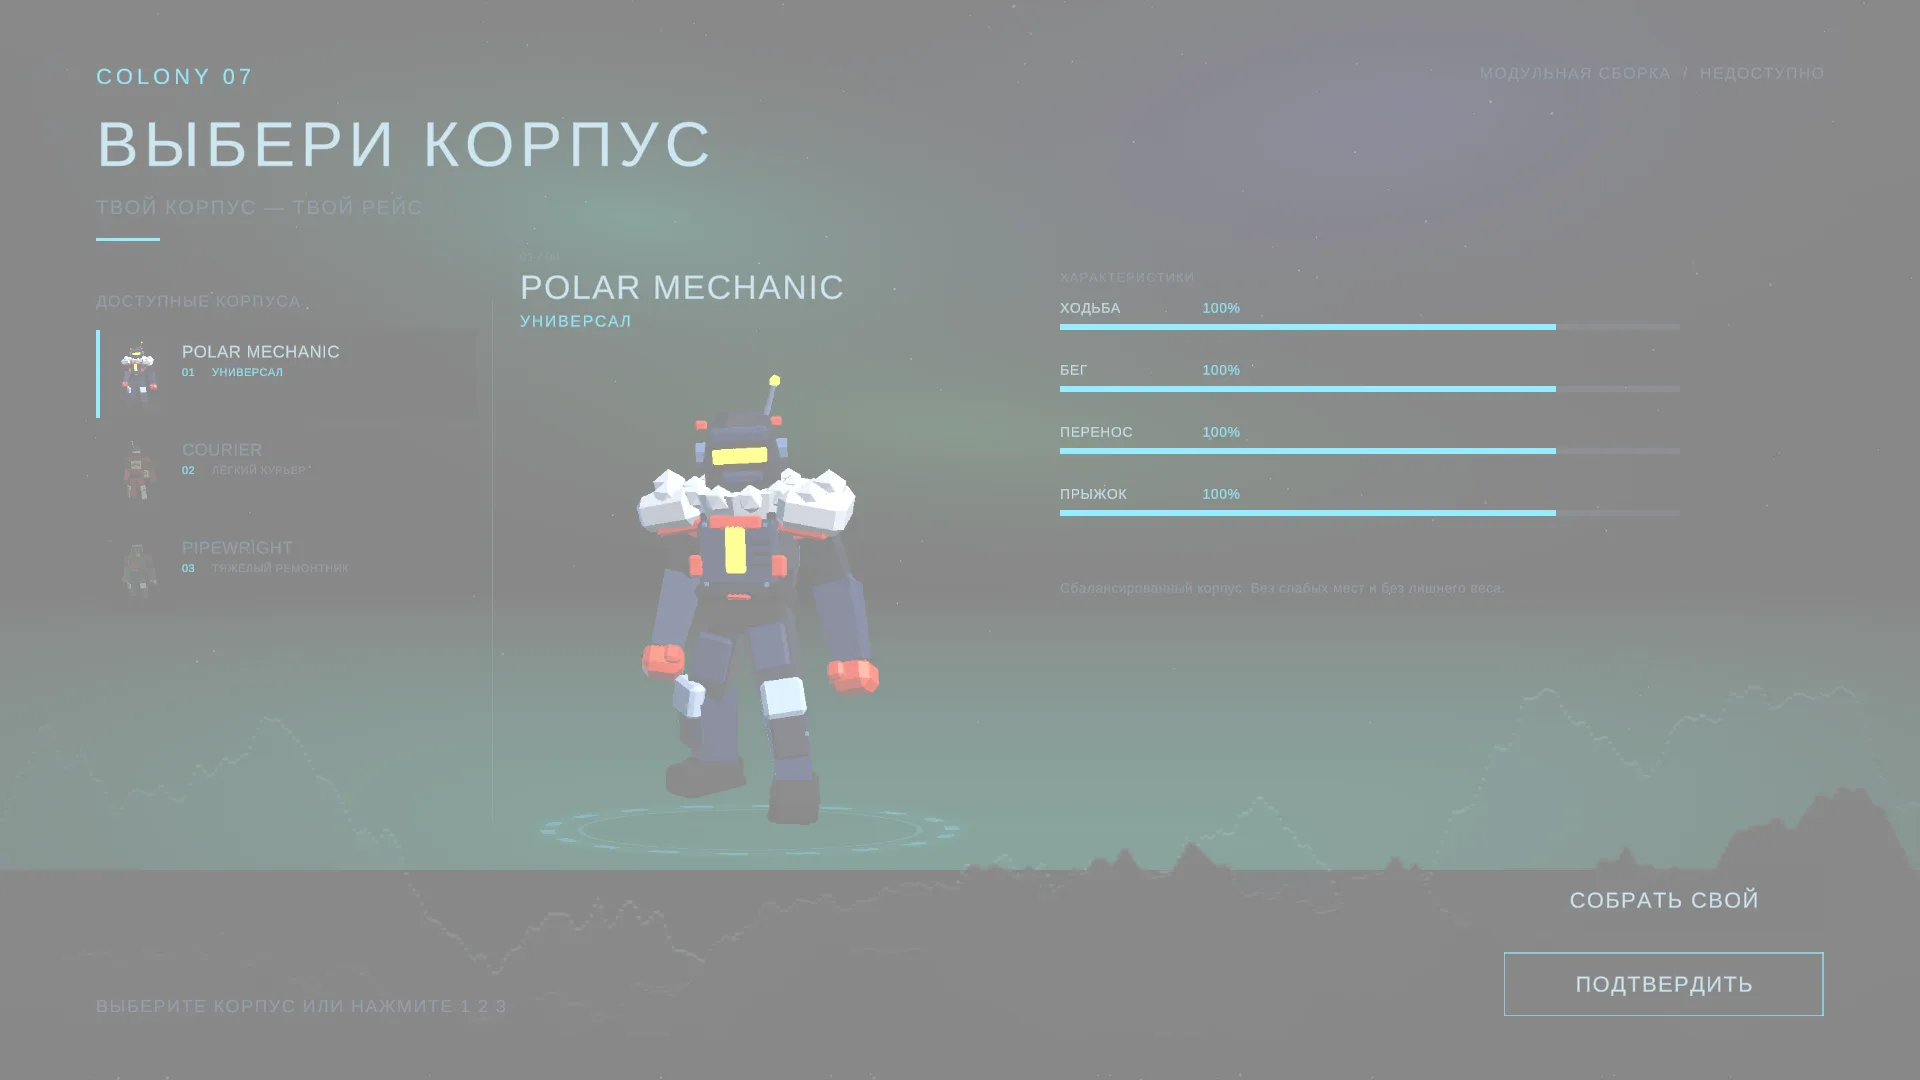 COLONY 07
МОДУЛЬНАЯ СБОРКА / НЕДОСТУПНО
ВЫБЕРИ КОРПУС
ТВОЙ КОРПУС — ТВОЙ РЕЙС
ДОСТУПНЫЕ КОРПУСА
POLAR MECHANIC
01 УНИВЕРСАЛ
COURIER
02 ЛЁГКИЙ КУРЬЕР
PIPEWRIGHT
03 ТЯЖЁЛЫЙ РЕМОНТНИК
POLAR MECHANIC
УНИВЕРСАЛ
ХАРАКТЕРИСТИКИ
ХОДЬБА 100%
БЕГ 100%
ПЕРЕНОС 100%
ПРЫЖОК 100%
Сбалансированный корпус. Без слабых мест и без лишнего веса.
СОБРАТЬ СВОЙ
ПОДТВЕРДИТЬ
ВЫБЕРИТЕ КОРПУС ИЛИ НАЖМИТЕ 1 2 3